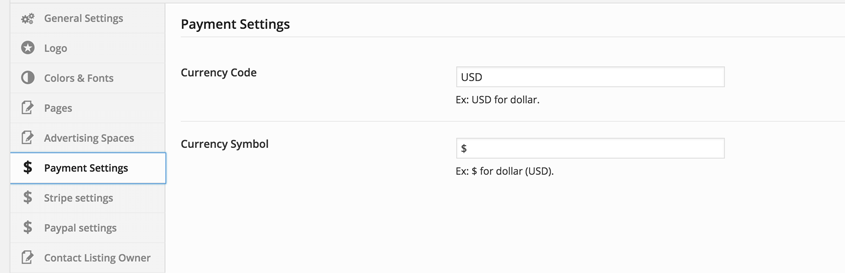 General Settings
Logo
Colors & Fonts
Pages
Advertising Spaces
$ Payment Settings
$ Stripe settings
$ Paypal settings
Contact Listing Owner
Payment Settings
Currency Code
USD
Ex: USD for dollar.
Currency Symbol
$
Ex: $ for dollar (USD).